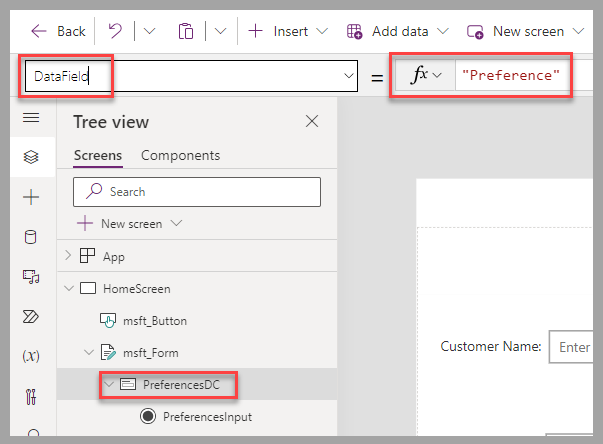 Back Insert Add data New screen
DataField = fx "Preference"
Tree view
Screens Components
Search
New screen
App
HomeScreen
msft_Button
msft_Form
PreferencesDC
PreferencesInput
(x)
Customer Name: Enter